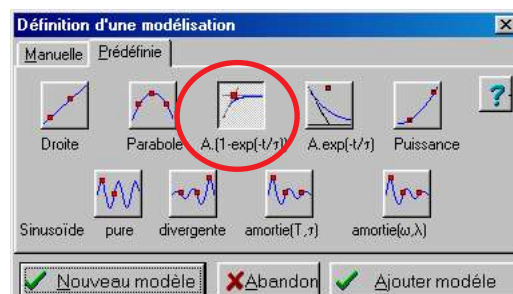 Définition d'une modélisation
Manuelle Prédéfinie
Droite Parabole A.(1-exp(-t/τ)) A.exp(-t/τ) Puissance
Sinusoïde pure divergente amortie(T,τ) amortie(ω,λ)
Nouveau modèle Abandon Ajouter modéle